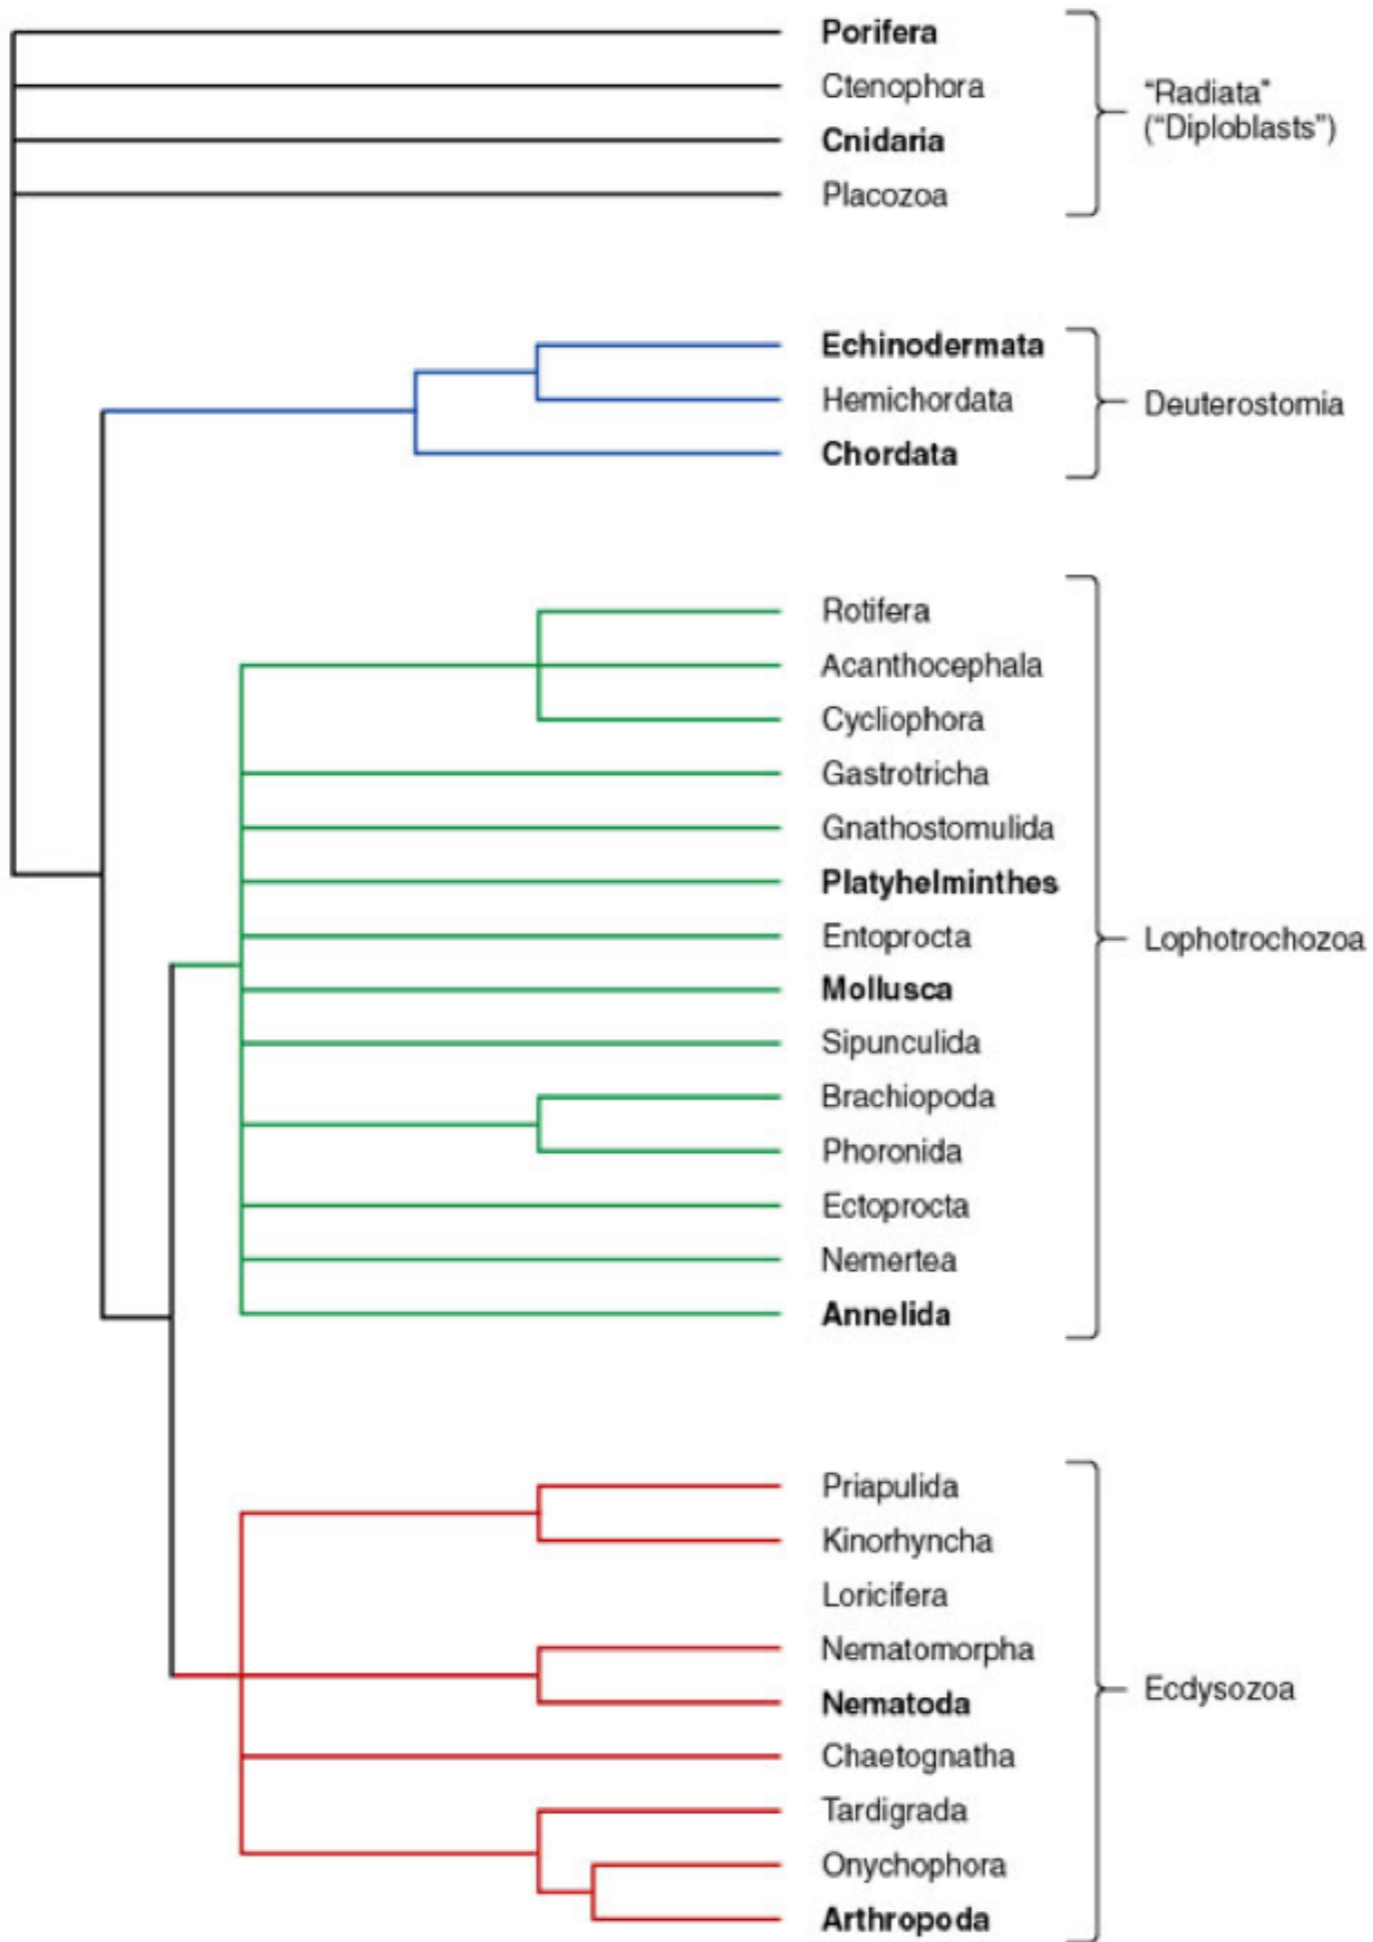 Porifera
Ctenophora
Cnidaria
Placozoa
“Radiata”
(“Diploblasts”)
Echinodermata
Hemichordata
Chordata
Deuterostomia
Rotifera
Acanthocephala
Cycliophora
Gastrotricha
Gnathostomulida
Platyhelminthes
Entoprocta
Mollusca
Sipunculida
Brachiopoda
Phoronida
Ectoprocta
Nemertea
Annelida
Lophotrochozoa
Priapulida
Kinorhyncha
Loricifera
Nematomorpha
Nematoda
Chaetognatha
Tardigrada
Onychophora
Arthropoda
Ecdysozoa